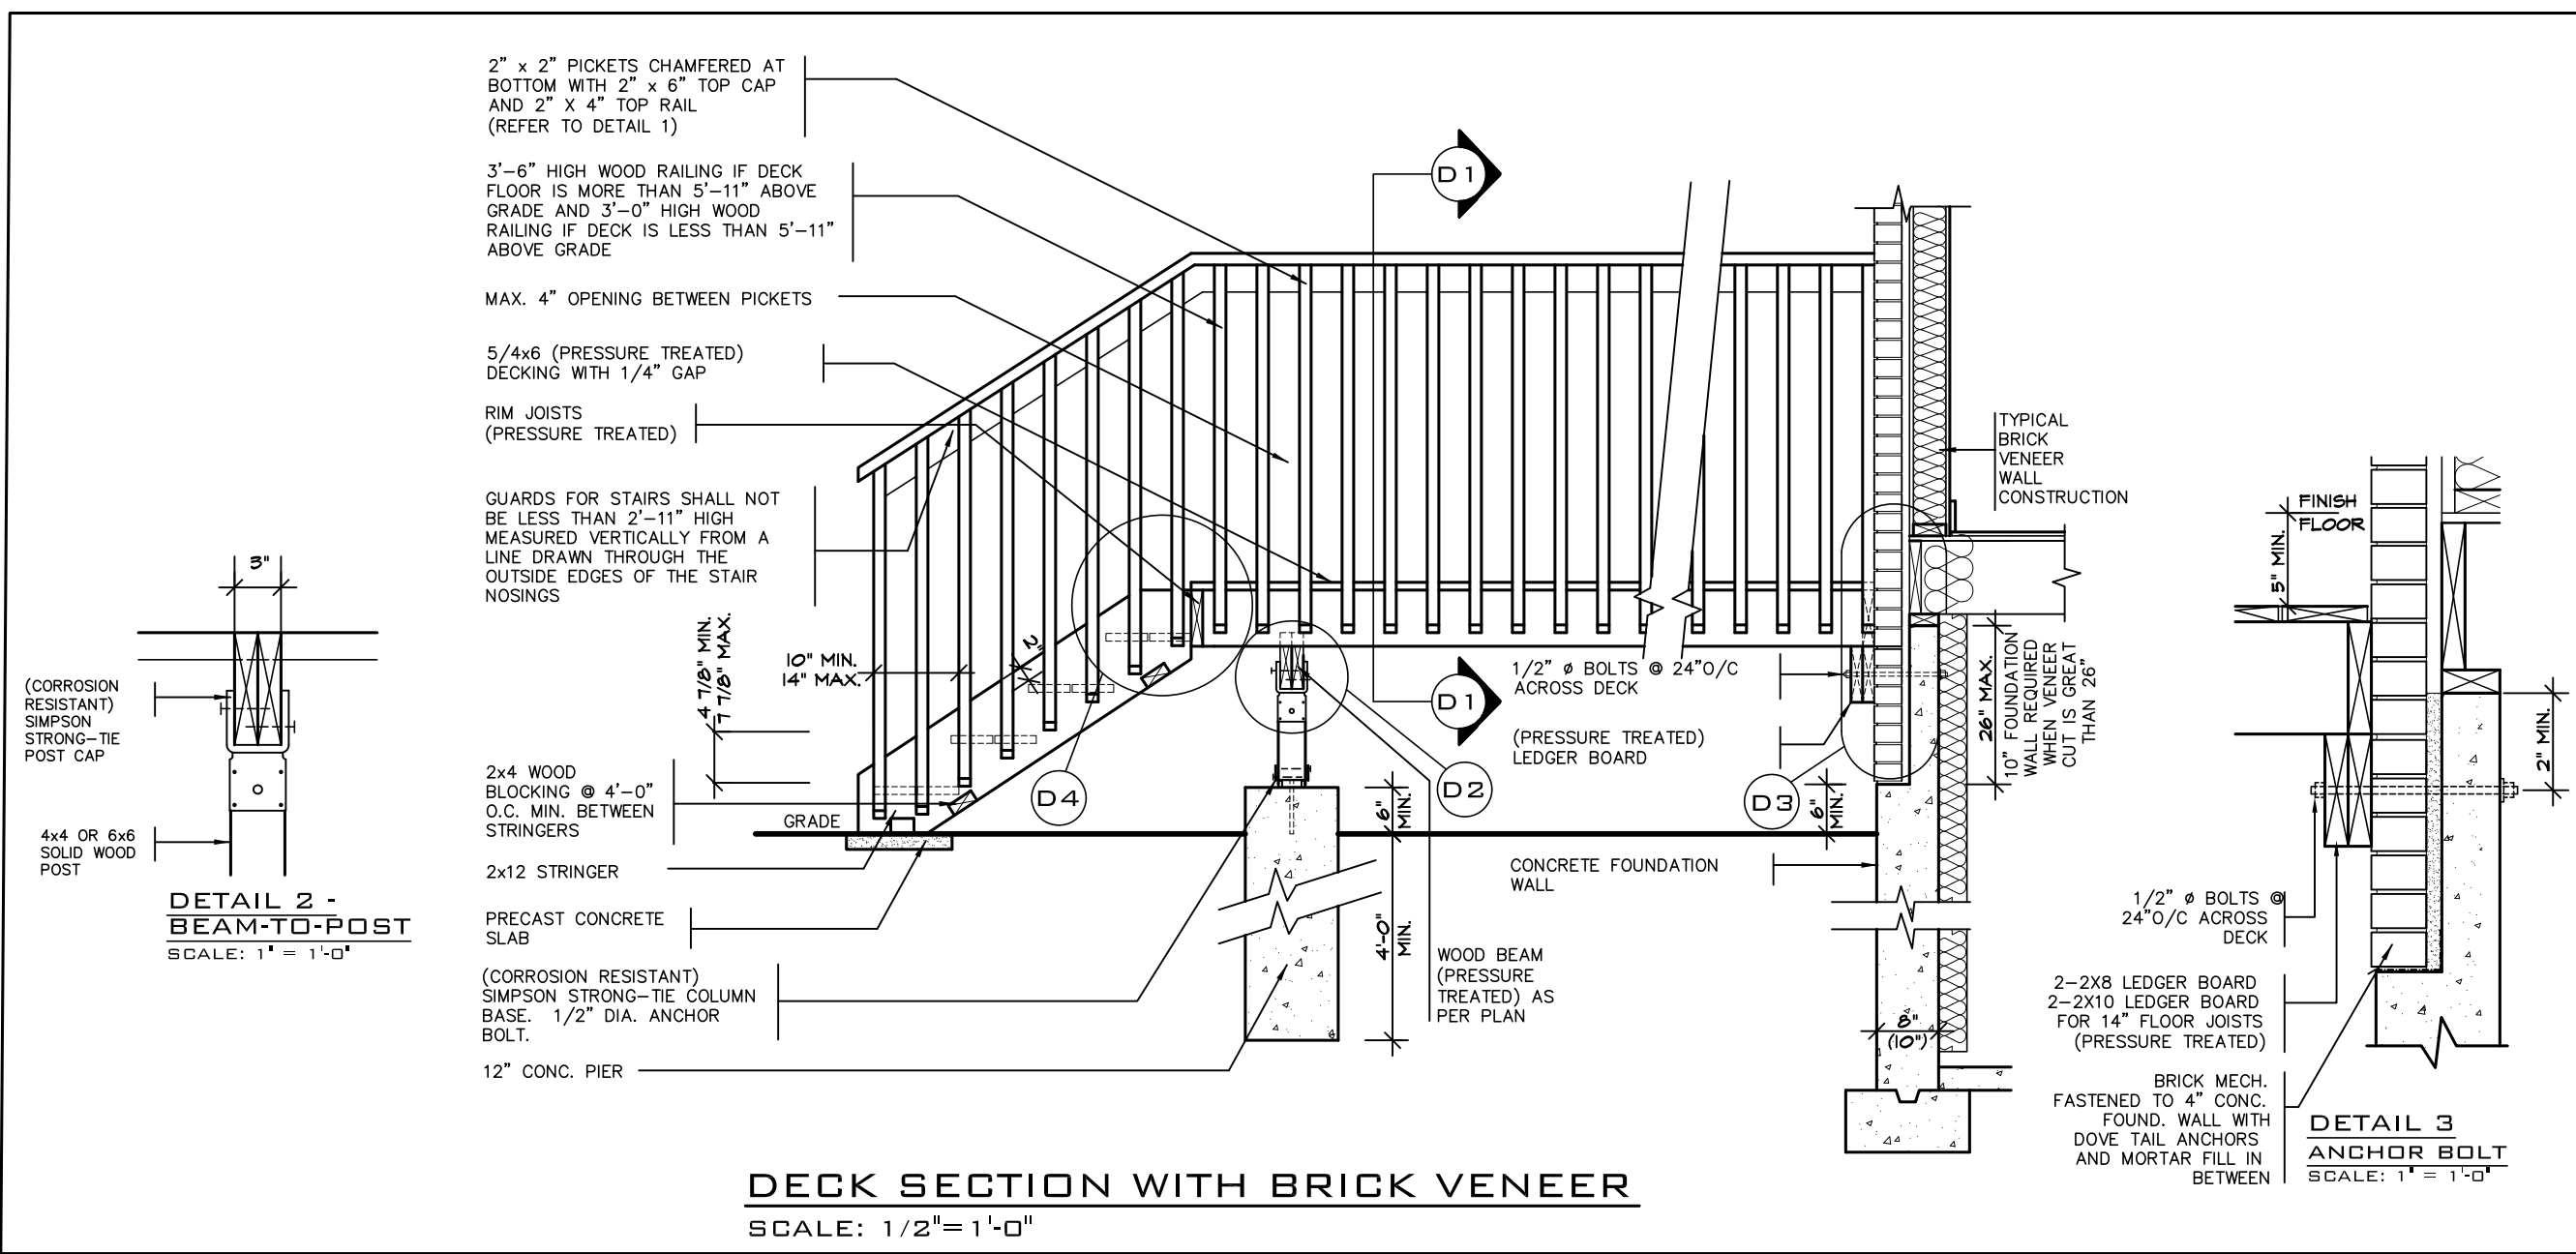 2” x 2” PICKETS CHAMFERED AT
BOTTOM WITH 2” x 6” TOP CAP
AND 2” X 4” TOP RAIL
(REFER TO DETAIL 1)
3’–6” HIGH WOOD RAILING IF DECK
FLOOR IS MORE THAN 5’–11” ABOVE
GRADE AND 3’–0” HIGH WOOD
RAILING IF DECK IS LESS THAN 5’–11”
ABOVE GRADE
MAX. 4” OPENING BETWEEN PICKETS
5/4x6 (PRESSURE TREATED)
DECKING WITH 1/4” GAP
RIM JOISTS
(PRESSURE TREATED)
GUARDS FOR STAIRS SHALL NOT
BE LESS THAN 2’–11” HIGH
MEASURED VERTICALLY FROM A
LINE DRAWN THROUGH THE
OUTSIDE EDGES OF THE STAIR
NOSINGS
4 7/8" MIN.
7 7/8" MAX.
10" MIN.
14" MAX.
2"
2x4 WOOD
BLOCKING @ 4’–0”
O.C. MIN. BETWEEN
STRINGERS
GRADE
2x12 STRINGER
PRECAST CONCRETE
SLAB
(CORROSION RESISTANT)
SIMPSON STRONG–TIE COLUMN
BASE. 1/2” DIA. ANCHOR
BOLT.
12” CONC. PIER
3"
(CORROSION
RESISTANT)
SIMPSON
STRONG–TIE
POST CAP
4x4 OR 6x6
SOLID WOOD
POST
DETAIL 2 -
BEAM-TO-POST
SCALE: 1" = 1'-0"
D1
D1
D2
D3
D4
1/2” ø BOLTS @ 24”O/C
ACROSS DECK
(PRESSURE TREATED)
LEDGER BOARD
6"
MIN.
4'-0"
MIN.
6"
MIN.
CONCRETE FOUNDATION
WALL
WOOD BEAM
(PRESSURE
TREATED) AS
PER PLAN
8"
(10")
TYPICAL
BRICK
VENEER
WALL
CONSTRUCTION
26" MAX.
10” FOUNDATION
WALL REQUIRED
WHEN VENEER
CUT IS GREAT
THAN 26”
FINISH
FLOOR
5" MIN.
2" MIN.
1/2” ø BOLTS @
24”O/C ACROSS
DECK
2–2X8 LEDGER BOARD
2–2X10 LEDGER BOARD
FOR 14” FLOOR JOISTS
(PRESSURE TREATED)
BRICK MECH.
FASTENED TO 4” CONC.
FOUND. WALL WITH
DOVE TAIL ANCHORS
AND MORTAR FILL IN
BETWEEN
DETAIL 3
ANCHOR BOLT
SCALE: 1" = 1'-0"
DECK SECTION WITH BRICK VENEER
SCALE: 1/2"=1'-0"